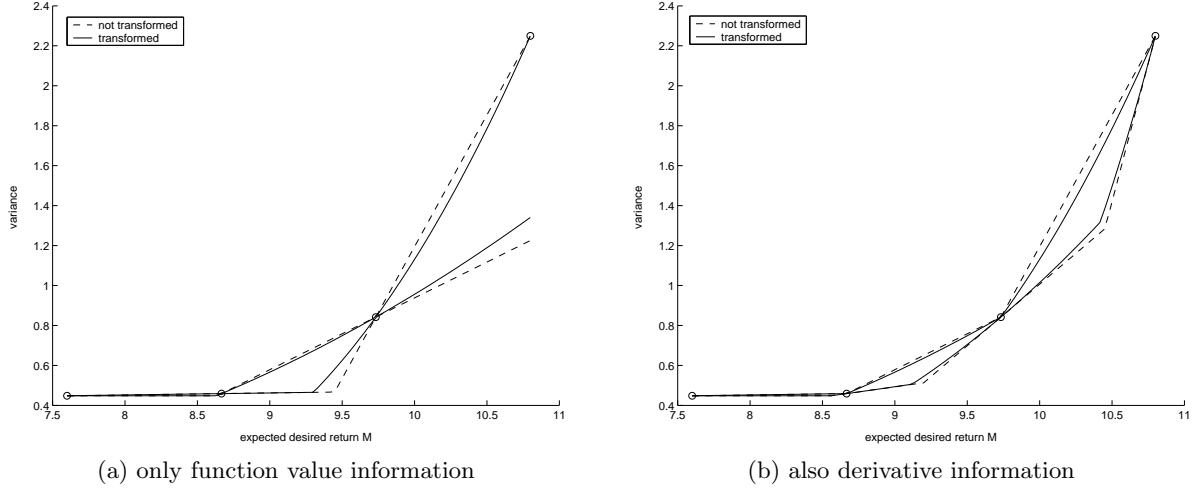 2.4
2.2
2
1.8
1.6
1.4
1.2
1
0.8
0.6
0.4
variance
not transformed
transformed
7.5 8 8.5 9 9.5 10 10.5 11
expected desired return M
(a) only function value information
2.4
2.2
2
1.8
1.6
1.4
1.2
1
0.8
0.6
0.4
variance
not transformed
transformed
7.5 8 8.5 9 9.5 10 10.5 11
expected desired return M
(b) also derivative information